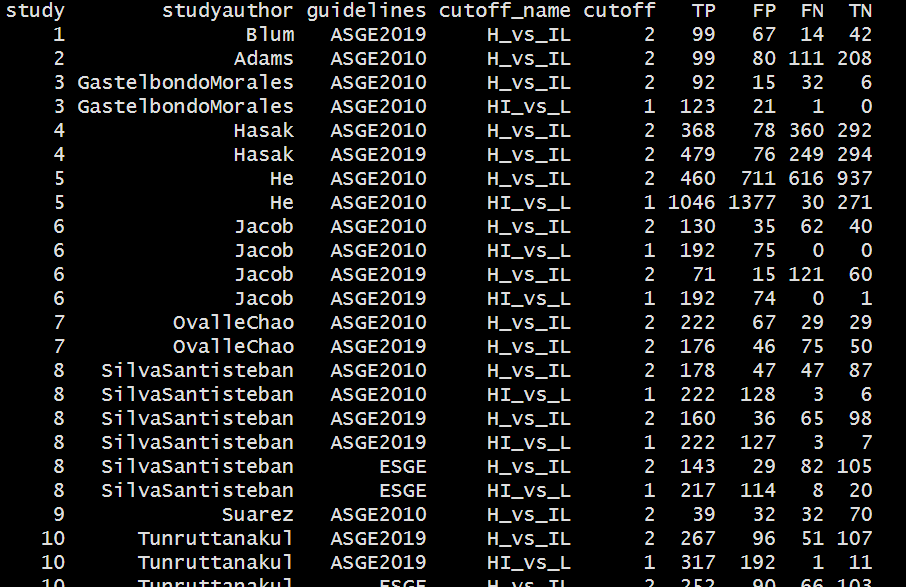 study studyauthor guidelines cutoff_name cutoff TP FP FN TN
1 Blum ASGE2019 H_vs_IL 2 99 67 14 42
2 Adams ASGE2010 H_vs_IL 2 99 80 111 208
3 GastelbondoMorales ASGE2010 H_vs_IL 2 92 15 32 6
3 GastelbondoMorales ASGE2010 HI_vs_L 1 123 21 1 0
4 Hasak ASGE2010 H_vs_IL 2 368 78 360 292
4 Hasak ASGE2019 H_vs_IL 2 479 76 249 294
5 He ASGE2010 H_vs_IL 2 460 711 616 937
5 He ASGE2010 HI_vs_L 1 1046 1377 30 271
6 Jacob ASGE2010 H_vs_IL 2 130 35 62 40
6 Jacob ASGE2010 HI_vs_L 1 192 75 0 0
6 Jacob ASGE2019 H_vs_IL 2 71 15 121 60
6 Jacob ASGE2019 HI_vs_L 1 192 74 0 1
7 OvalleChao ASGE2010 H_vs_IL 2 222 67 29 29
7 OvalleChao ASGE2019 H_vs_IL 2 176 46 75 50
8 SilvaSantisteban ASGE2010 H_vs_IL 2 178 47 47 87
8 SilvaSantisteban ASGE2010 HI_vs_L 1 222 128 3 6
8 SilvaSantisteban ASGE2019 H_vs_IL 2 160 36 65 98
8 SilvaSantisteban ASGE2019 HI_vs_L 1 222 127 3 7
8 SilvaSantisteban ESGE H_vs_IL 2 143 29 82 105
8 SilvaSantisteban ESGE HI_vs_L 1 217 114 8 20
9 Suarez ASGE2010 H_vs_IL 2 39 32 32 70
10 Tunruttanakul ASGE2019 H_vs_IL 2 267 96 51 107
10 Tunruttanakul ASGE2019 HI_vs_L 1 317 192 1 11
10 Tunruttanakul ESGE H_vs_IL 2 252 90 66 103